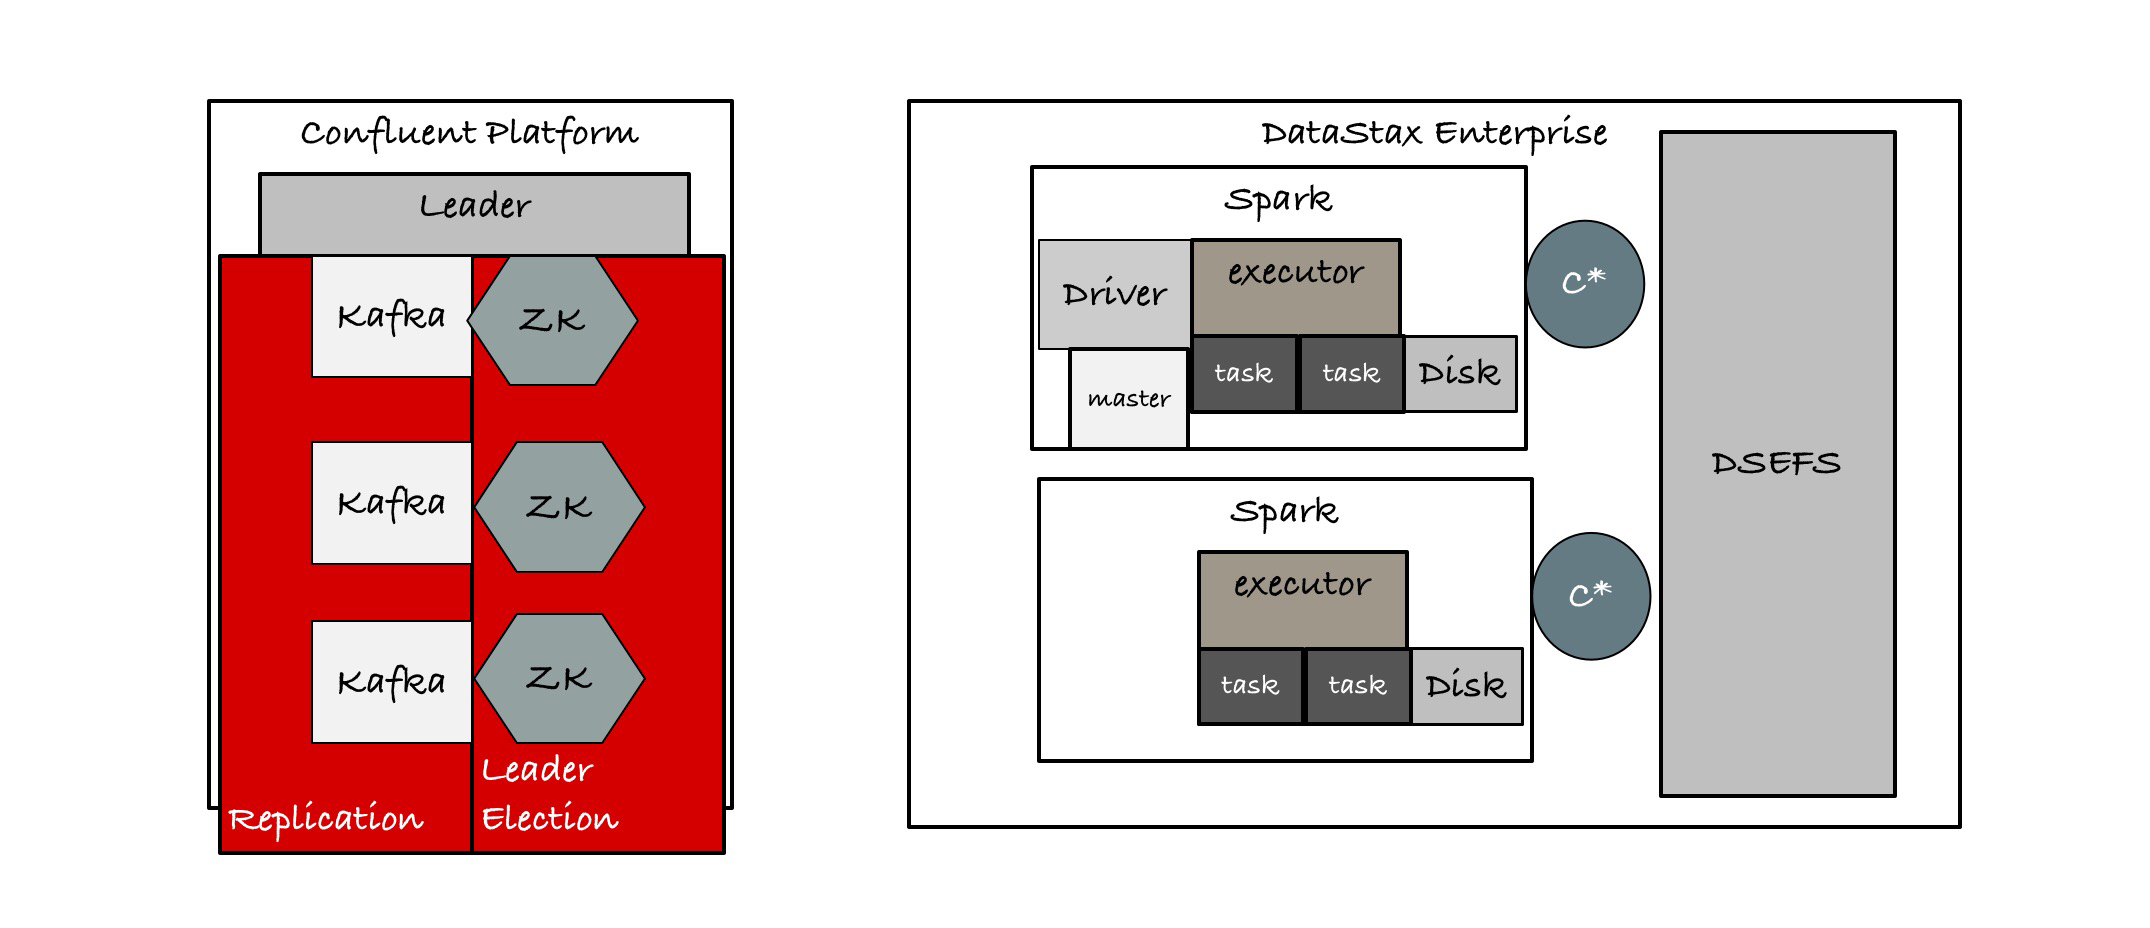 Confluent Platform
Leader
Kafka
ZK
Kafka
ZK
Kafka
ZK
Replication
Leader
Election
DataStax Enterprise
Spark
Driver
executor
master
task
task
Disk
C*
Spark
executor
task
task
Disk
C*
DSEFS